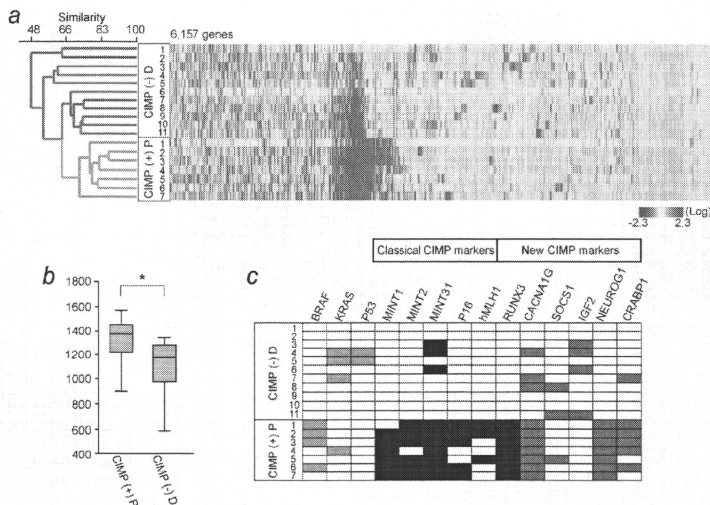 a
Similarity
48 66 83 100
6,157 genes
CIMP (-) D
1
2
3
4
5
6
7
8
9
10
11
CIMP (+) P
1
2
3
4
5
6
7
(Log)
-2.3 2.3
b
*
1800
1600
1400
1200
1000
800
600
400
CIMP (+) P
CIMP (-) D
c
Classical CIMP markers
New CIMP markers
BRAF
KRAS
P53
MINT1
MINT2
MINT31
P16
hMLH1
RUNX3
CACNA1G
SOCS1
IGF2
NEUROG1
CRABP1
CIMP (-) D
1
2
3
4
5
6
7
8
9
10
11
CIMP (+) P
1
2
3
4
5
6
7